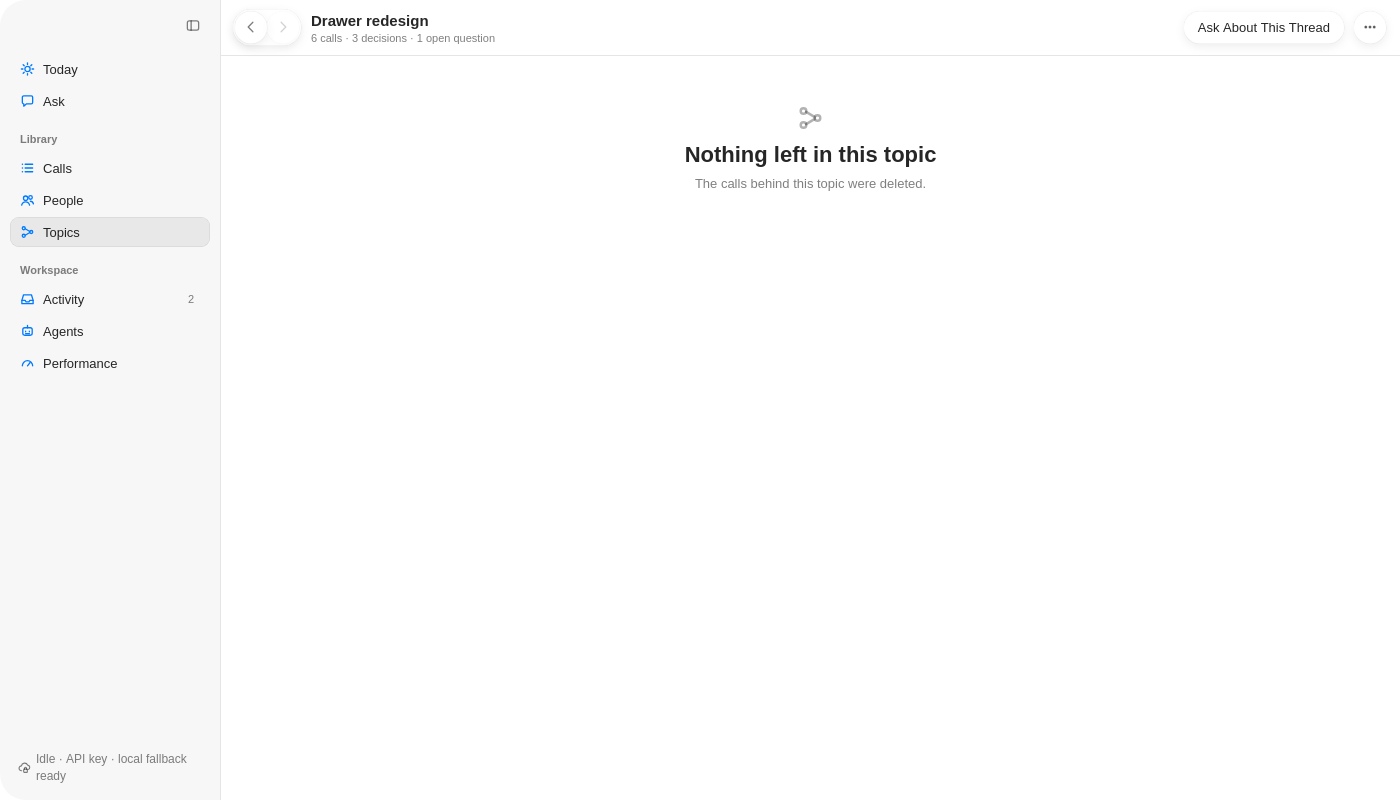 Drawer redesign
6 calls · 3 decisions · 1 open question
Ask About This Thread
Today
Ask
Library
Calls
People
Topics
Workspace
Activity 2
Agents
Performance
Idle · API key · local fallback
ready
Nothing left in this topic
The calls behind this topic were deleted.